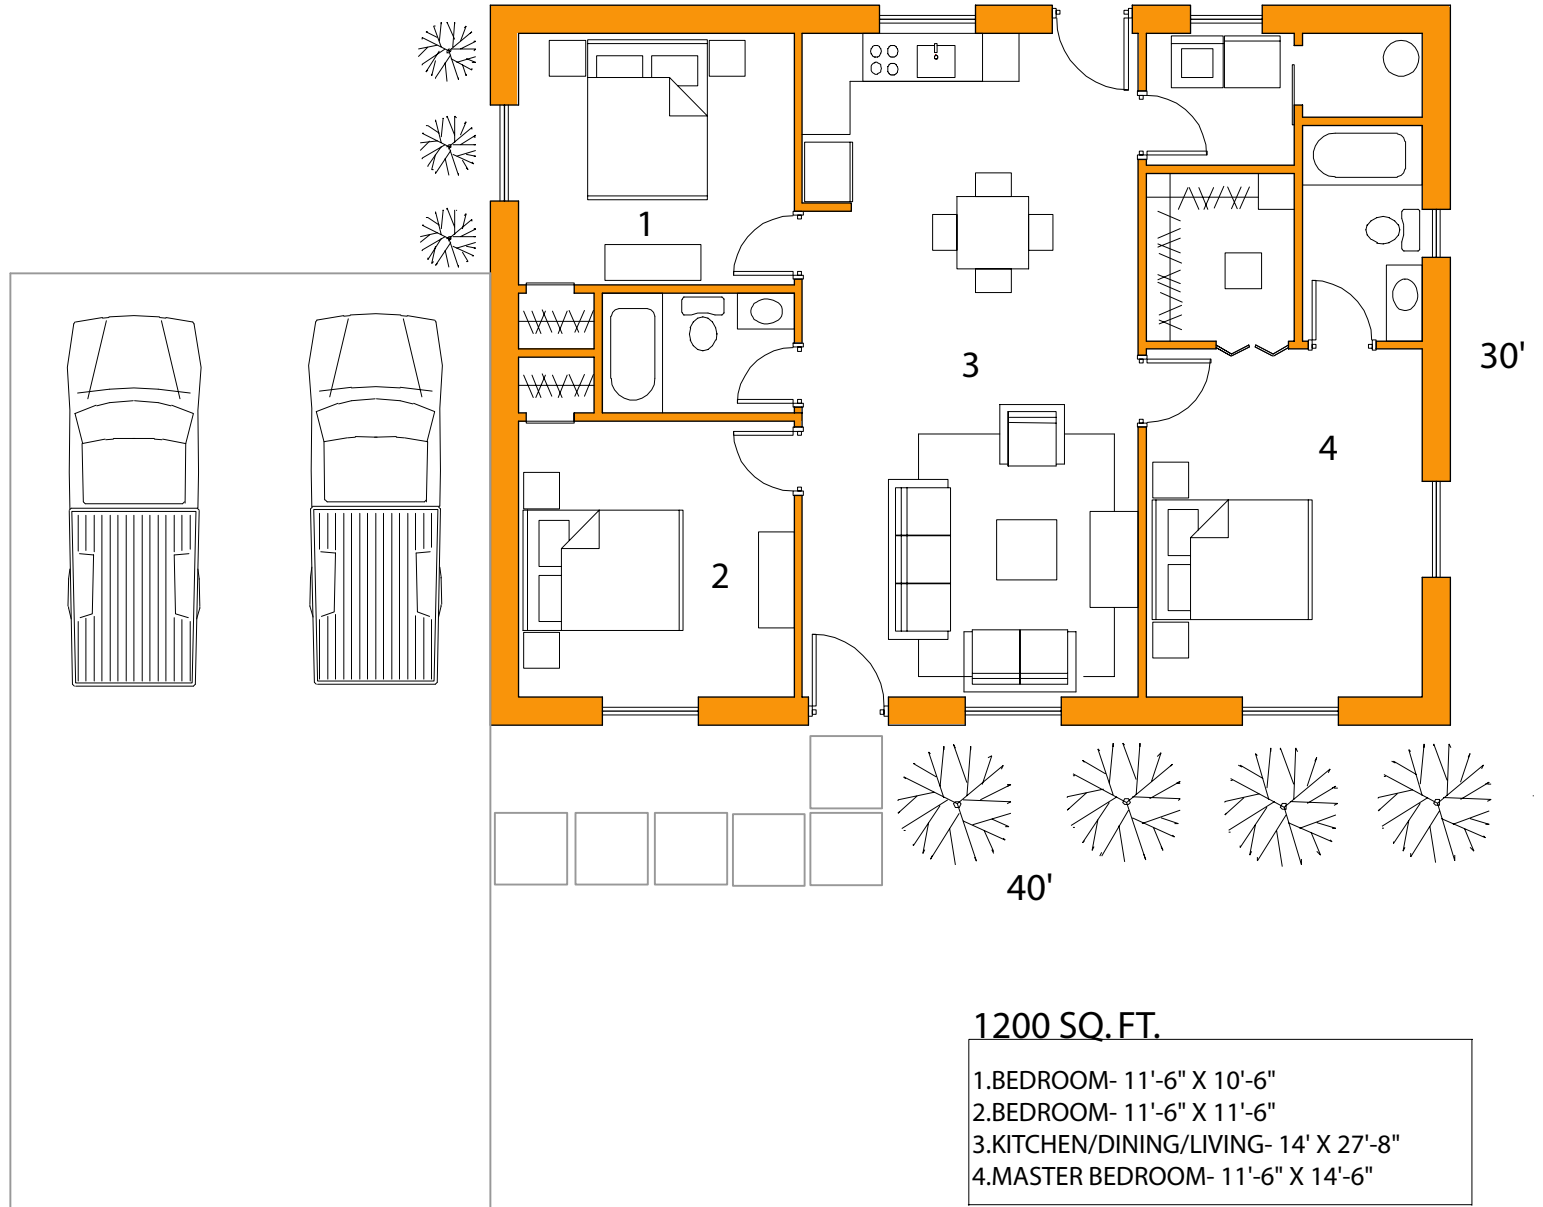 1
3
30'
4
2
40'
1200 SQ. FT.
1.BEDROOM- 11'-6" X 10'-6"
2.BEDROOM- 11'-6" X 11'-6"
3.KITCHEN/DINING/LIVING- 14' X 27'-8"
4.MASTER BEDROOM- 11'-6" X 14'-6"